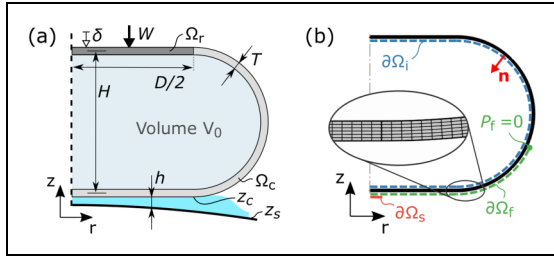 (a)
δ
W
Ω_r
T
D/2
H
Volume V_0
h
Ω_c
z_c
z_s
z
r
(b)
∂Ω_i
n
P_f=0
z
r
∂Ω_f
∂Ω_s